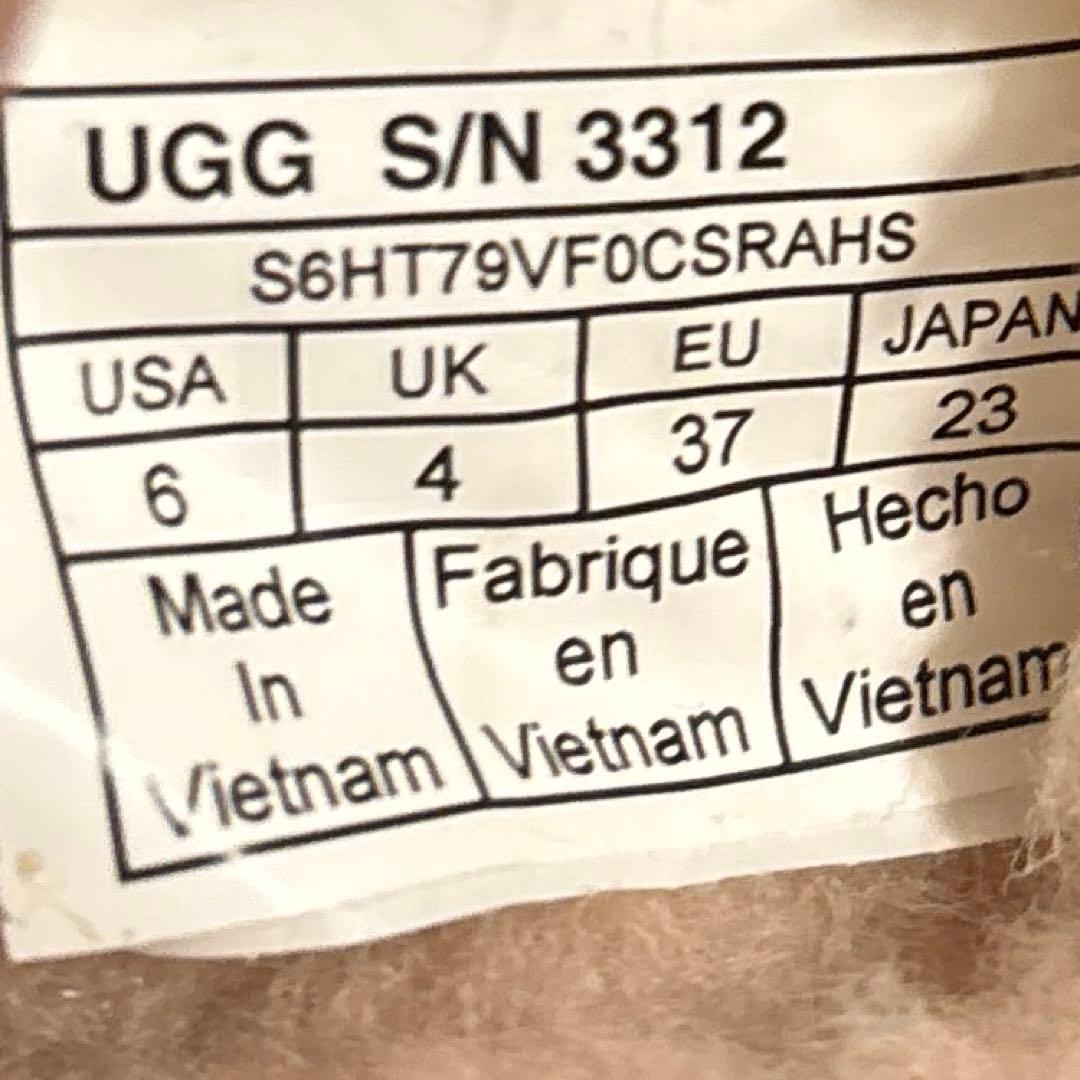 UGG S/N 3312
S6HT79VF0CSRAHS
USA UK EU JAPAN
6 4 37 23
Made
In
Vietnam
Fabrique
en
Vietnam
Hecho
en
Vietnam